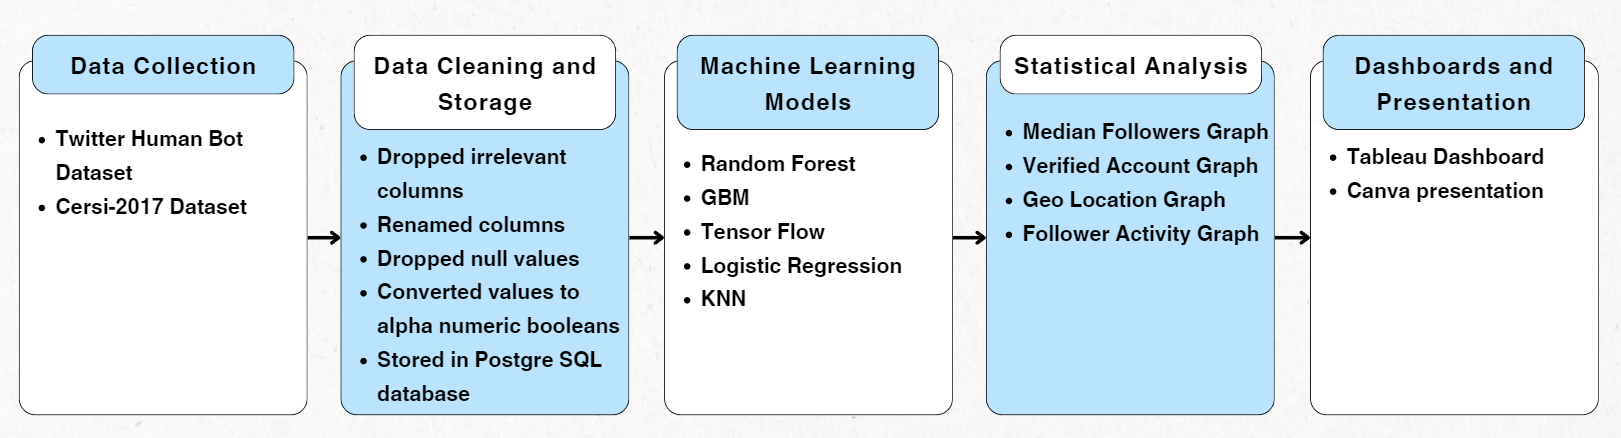 Data Collection
• Twitter Human Bot
Dataset
• Cersi-2017 Dataset
Data Cleaning and
Storage
• Dropped irrelevant
columns
• Renamed columns
• Dropped null values
• Converted values to
alpha numeric booleans
• Stored in Postgre SQL
database
Machine Learning
Models
• Random Forest
• GBM
• Tensor Flow
• Logistic Regression
• KNN
Statistical Analysis
• Median Followers Graph
• Verified Account Graph
• Geo Location Graph
• Follower Activity Graph
Dashboards and
Presentation
• Tableau Dashboard
• Canva presentation